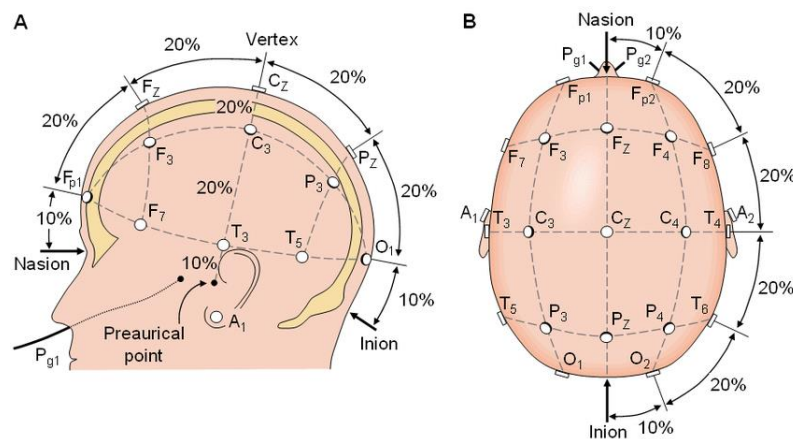 A
20%
Vertex
20%
Fz
Cz
20%
20%
20%
F3
C3
Pz
Fp1
20%
P3
20%
10%
F7
T3
T5
O1
Nasion
10%
10%
Preaurical
point
A1
Inion
Pg1
B
Nasion
10%
Pg1
Pg2
20%
Fp1
Fp2
F7
F3
Fz
F4
F8
20%
A1
T3
C3
Cz
C4
T4
A2
20%
T5
P3
Pz
P4
T6
O1
O2
20%
Inion
10%